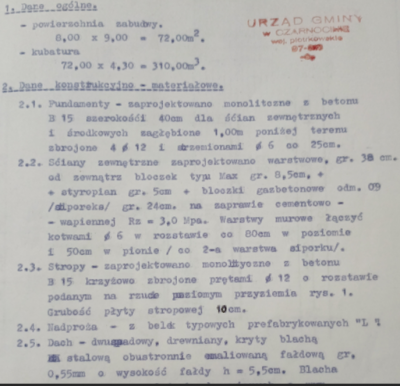 1. Dane ogólne.
URZĄD GMINY
w CZARNOCINIE
woj. piotrkowskie
97-
- powierzchnia zabudowy.
8,00 x 9,00 = 72,00m2.
- kubatura
72,00 x 4,30 = 310,00m3.
2. Dane konstrukcyjno - materiałowe.
2.1. Fundamenty - zaprojektowano monolityczne z betonu
B 15 szerokości 40cm dla ścian zewnętrznych
i środkowych zagłębione 1,00m poniżej terenu
zbrojone 4 ø 12 i strzemionami ø 6 co 25cm.
2.2. Ściany zewnętrzne zaprojektowano warstwowe, gr. 38 cm.
od zewnątrz bloczek typu Max gr. 8,5cm, +
+ styropian gr. 5cm + bloczki gazbetonowe odm. 09
/siporeks/ gr. 24cm. na zaprawie cementowo -
- wapiennej Rz = 3,0 Mpa. Warstwy murowe łączyć
kotwami ø 6 w rozstawie co 80cm w poziomie
i 50cm w pionie / co 2-a warstwa siporku/.
2.3. Stropy - zaprojektowano monolityczne z betonu
B 15 krzyżowo zbrojone prętami ø 12 o rozstawie
podanym na rzucie poziomym przyziemia rys. 1.
Grubość płyty stropowej 10cm.
2.4. Nadproża - z belek typowych prefabrykowanych "L".
2.5. Dach - dwuspadowy, drewniany, kryty blachą
stalową obustronnie emaliowaną fałdową gr.
0,55mm o wysokość fałdy h = 5,5cm. Blacha